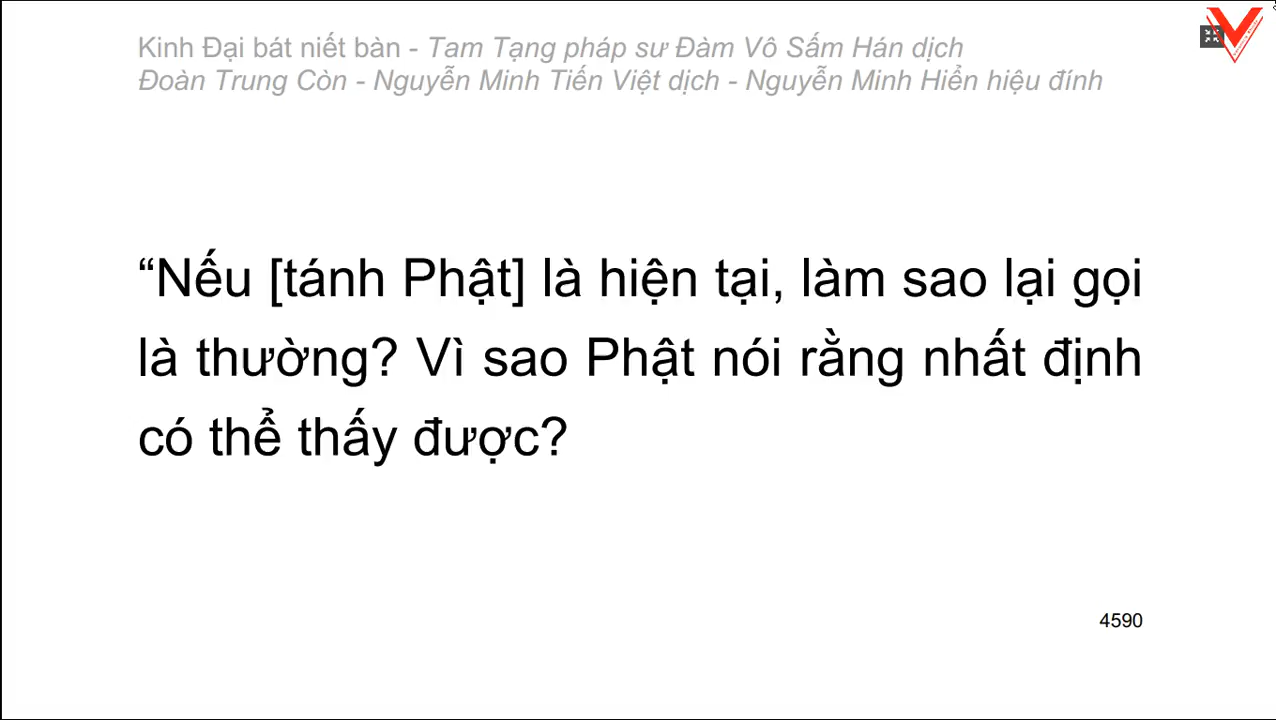 Kinh Đại bát niết bàn - Tam Tạng pháp sư Đàm Vô Sấm Hán dịch
Đoàn Trung Còn - Nguyễn Minh Tiến Việt dịch - Nguyễn Minh Hiển hiệu đính
“Nếu [tánh Phật] là hiện tại, làm sao lại gọi
là thường? Vì sao Phật nói rằng nhất định
có thể thấy được?
4590